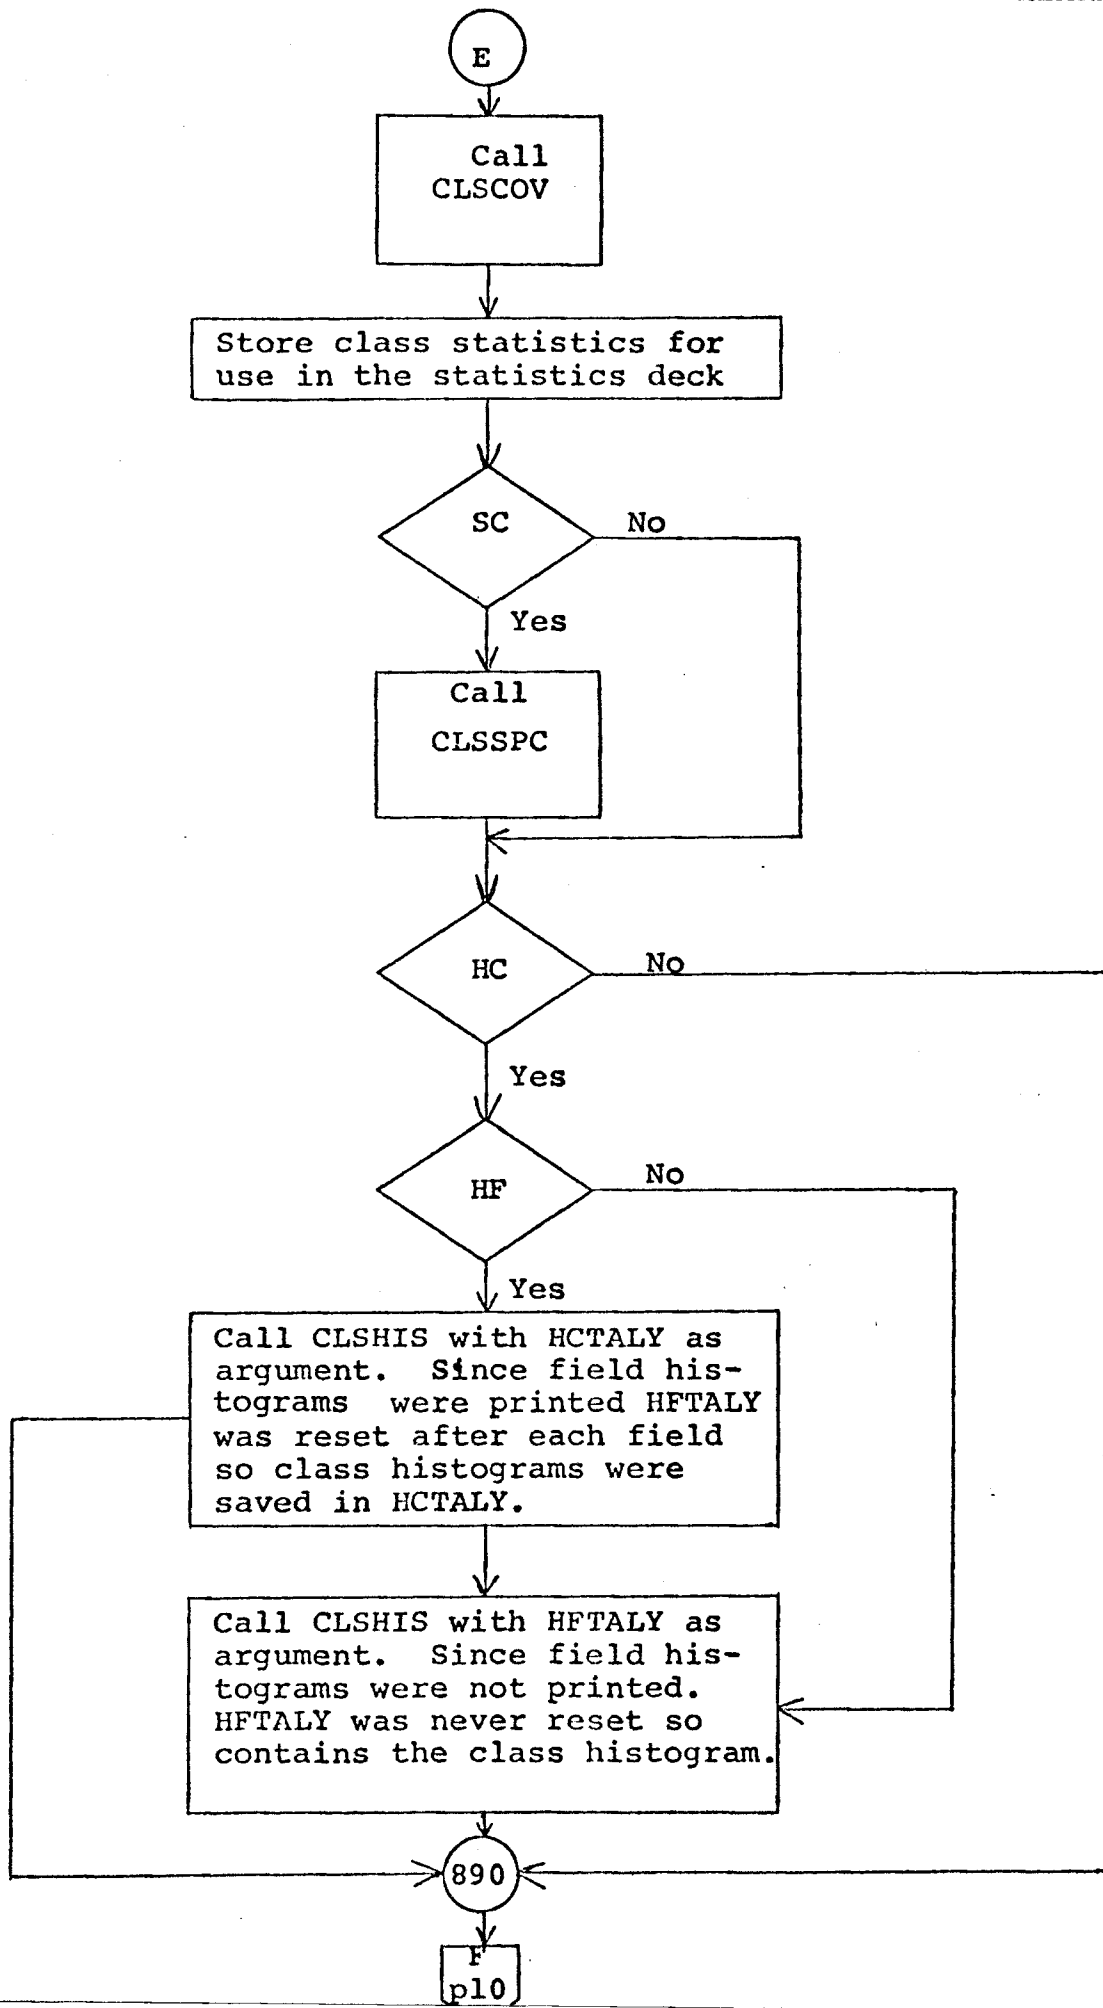 E
Call
CLSCOV
Store class statistics for
use in the statistics deck
SC
No
Yes
Call
CLSSPC
HC
No
Yes
HF
No
Yes
Call CLSHIS with HCTALY as
argument. Since field his-
tograms were printed HFTALY
was reset after each field
so class histograms were
saved in HCTALY.
Call CLSHIS with HFTALY as
argument. Since field his-
tograms were not printed.
HFTALY was never reset so
contains the class histogram.
890
F
p10